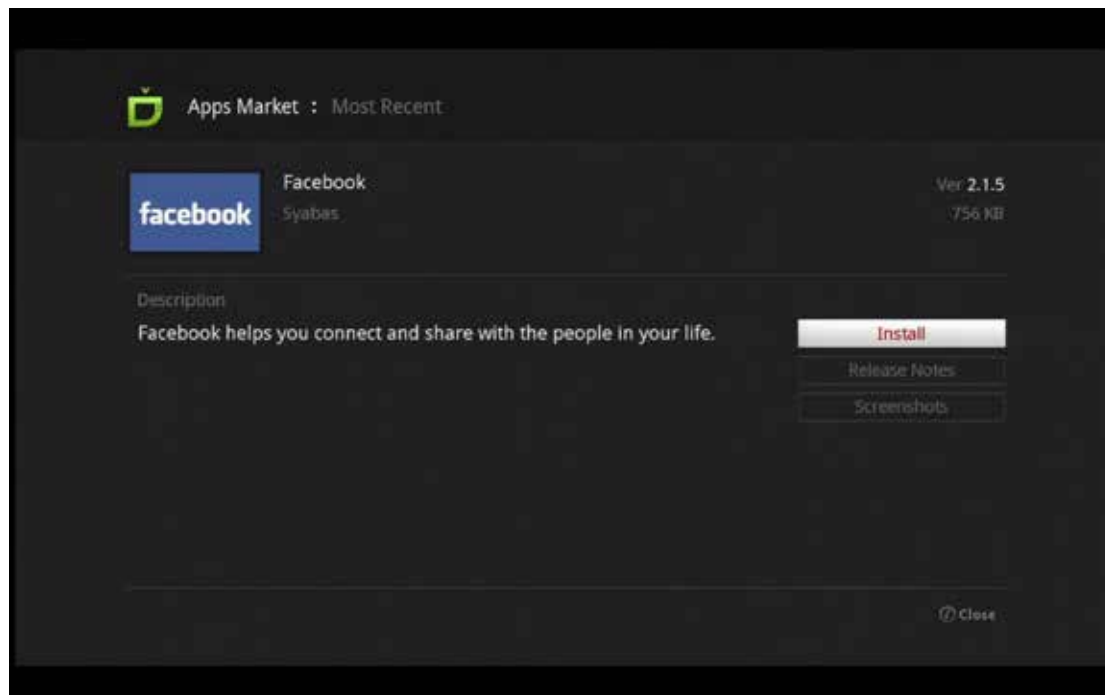 Apps Market : Most Recent
Facebook
Ver 2.1.5
facebook
Syabas
756 KB
Description
Facebook helps you connect and share with the people in your life.
Install
Release Notes
Screenshots
Close